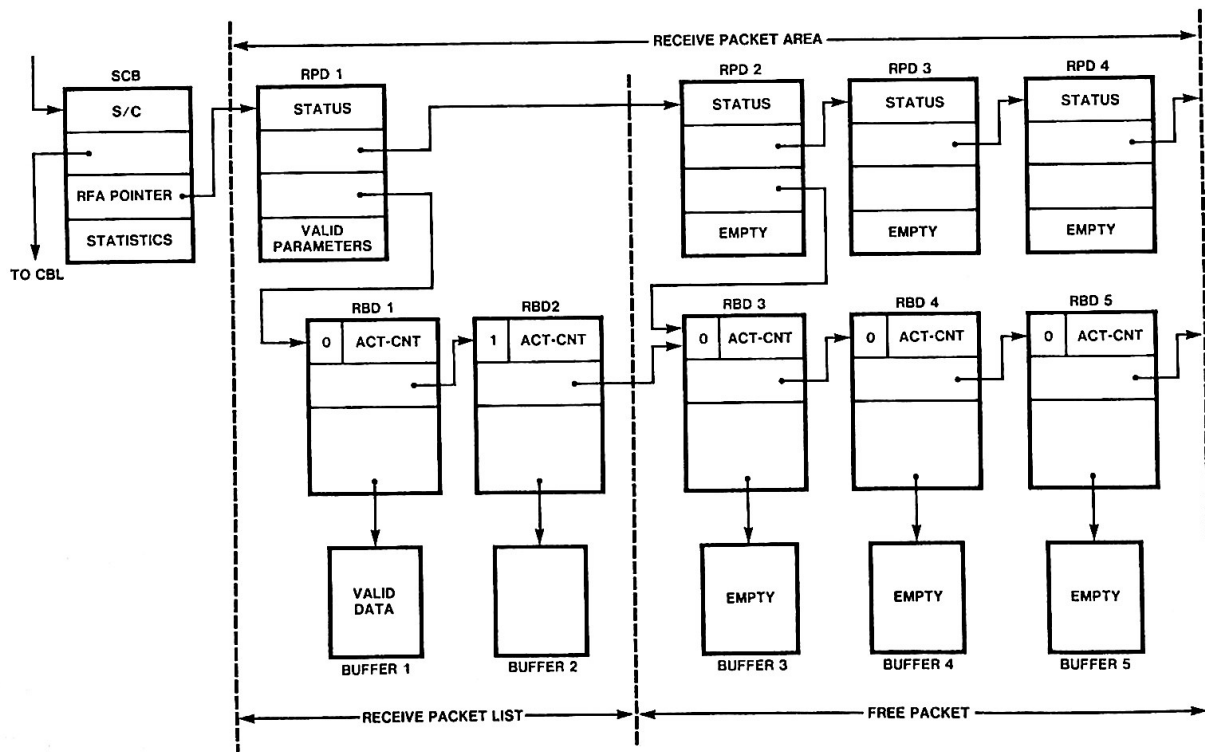 RECEIVE PACKET AREA
SCB
S/C
RFA POINTER
STATISTICS
TO CBL
RPD 1
STATUS
VALID
PARAMETERS
RPD 2
STATUS
EMPTY
RPD 3
STATUS
EMPTY
RPD 4
STATUS
EMPTY
RBD 1
0 ACT-CNT
RBD2
1 ACT-CNT
RBD 3
0 ACT-CNT
RBD 4
0 ACT-CNT
RBD 5
0 ACT-CNT
VALID
DATA
BUFFER 1
BUFFER 2
EMPTY
BUFFER 3
EMPTY
BUFFER 4
EMPTY
BUFFER 5
RECEIVE PACKET LIST
FREE PACKET